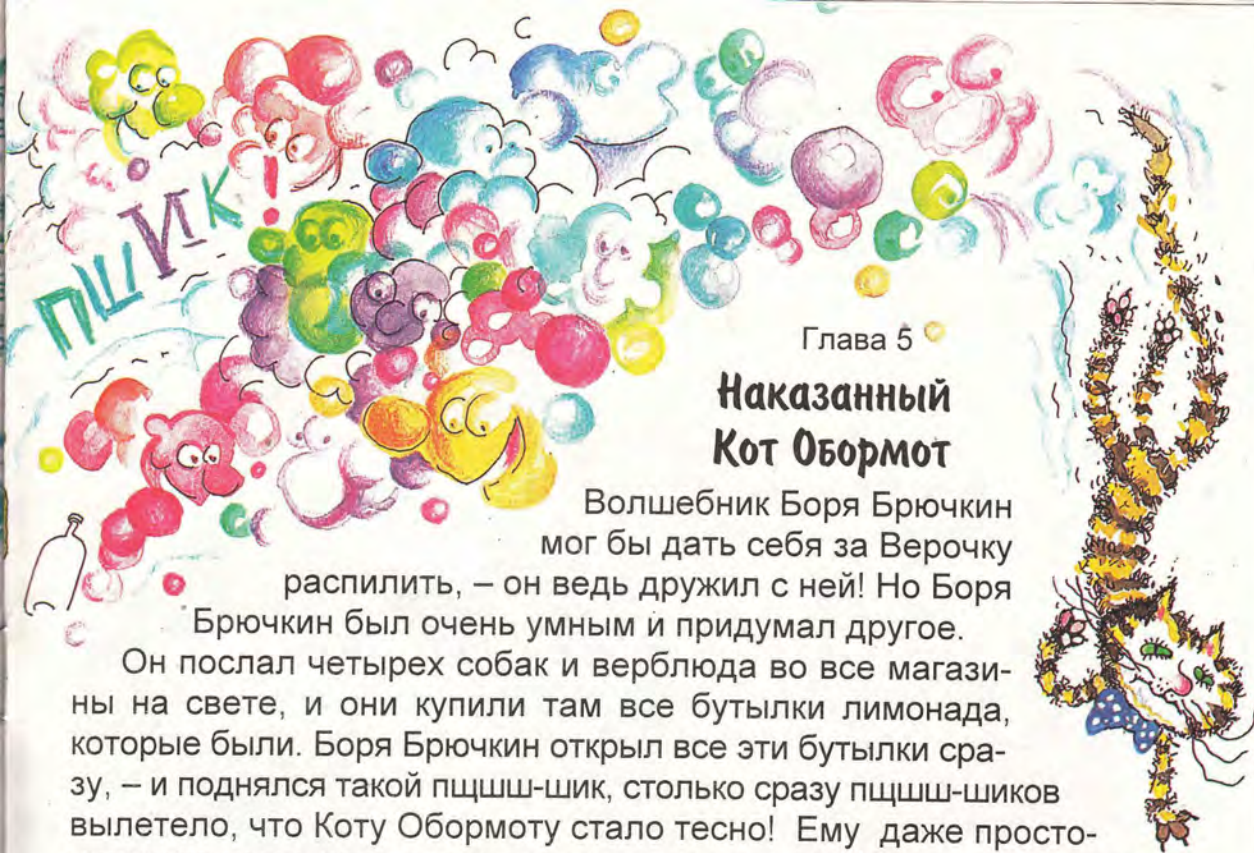 ПШИК!
Глава 5
Наказанный
Кот Обормот
Волшебник Боря Брючкин
мог бы дать себя за Верочку
распилить, – он ведь дружил с ней! Но Боря
Брючкин был очень умным и придумал другое.
Он послал четырех собак и верблюда во все магази-
ны на свете, и они купили там все бутылки лимонада,
которые были. Боря Брючкин открыл все эти бутылки сра-
зу, – и поднялся такой пщшш-шик, столько сразу пщшш-шиков
вылетело, что Коту Обормоту стало тесно! Ему даже просто-